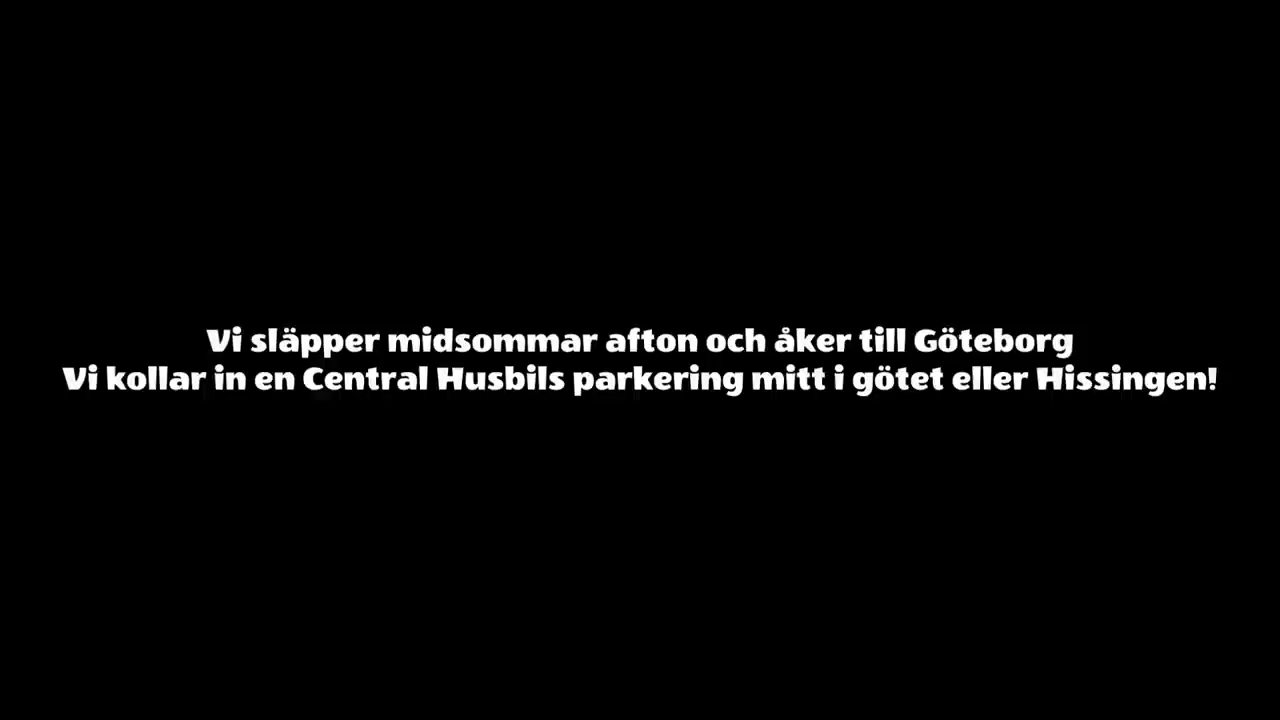 Vi släpper midsommar afton och åker till Göteborg
Vi kollar in en Central Husbils parkering mitt i götet eller Hissingen!